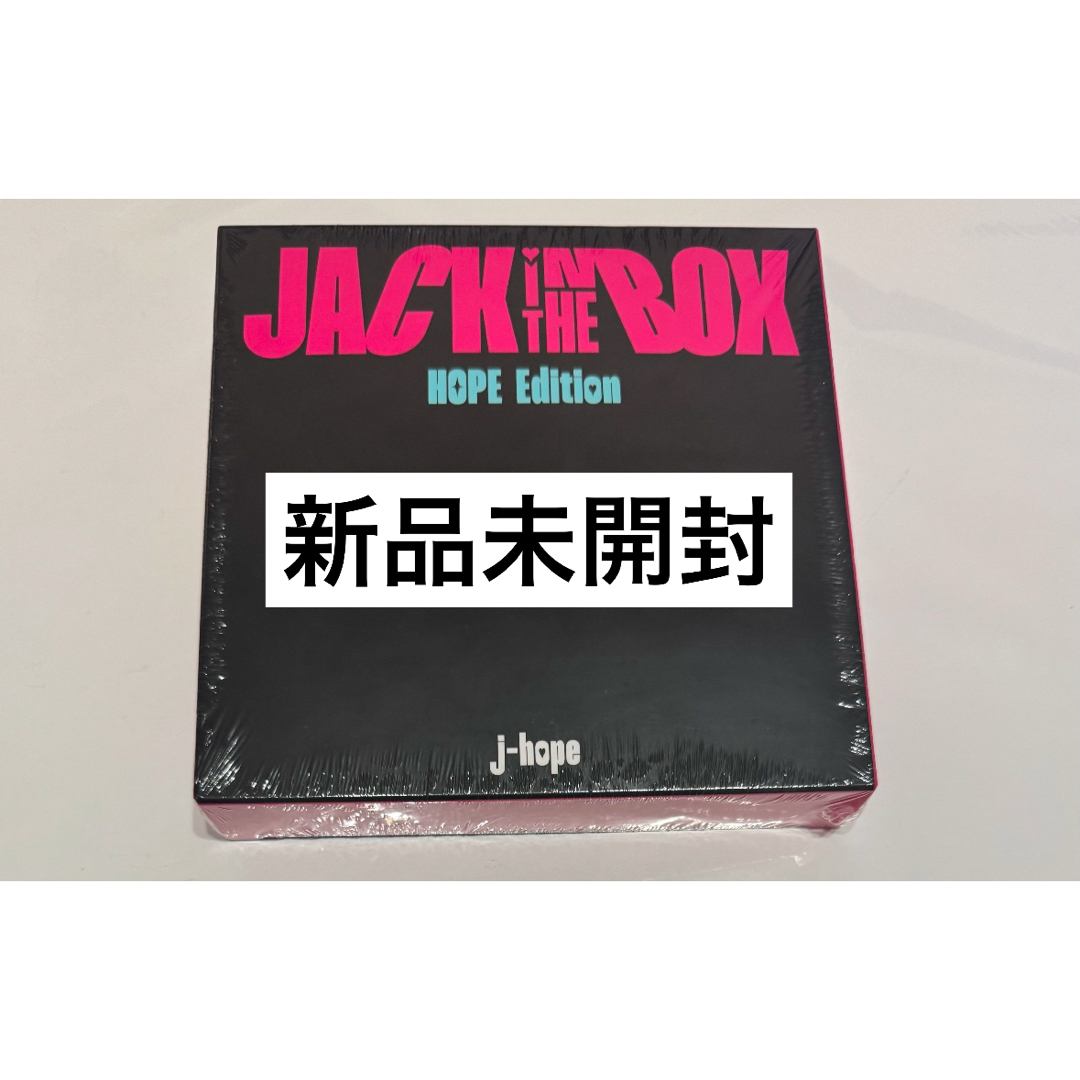 JACK iN THE BOX
HOPE Edition
新品未開封
j-hope